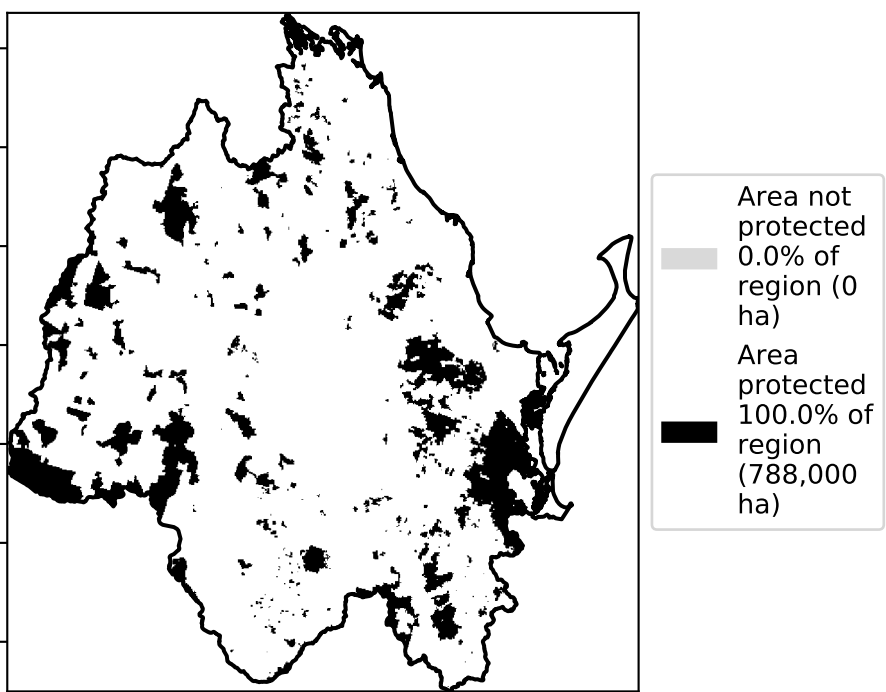 Area not
protected
0.0% of
region (0
ha)
Area
protected
100.0% of
region
(788,000
ha)